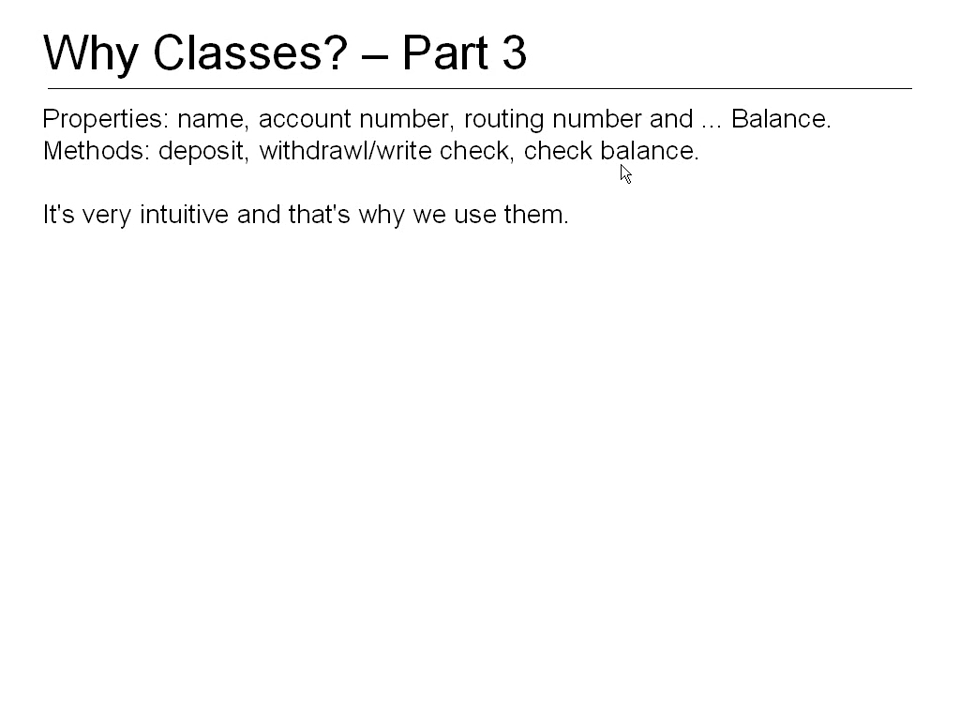 Why Classes? – Part 3
Properties: name, account number, routing number and ... Balance.
Methods: deposit, withdrawl/write check, check balance.
It's very intuitive and that's why we use them.